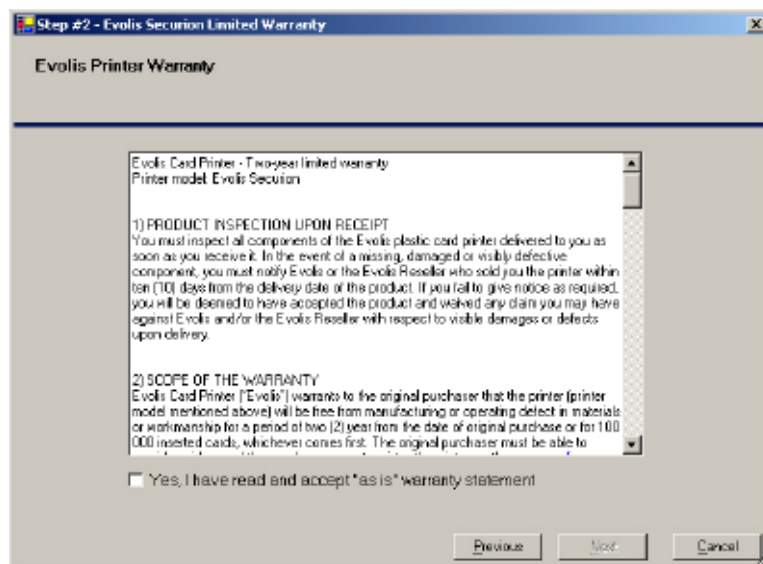 Step #2 - Evolis Securion Limited Warranty
Evolis Printer Warranty
Evolis Card Printer - Two-year limited warranty
Printer model: Evolis Securion
1) PRODUCT INSPECTION UPON RECEIPT
You must inspect all components of the Evolis plastic card printer delivered to you as
soon as you receive it. In the event of a missing, damaged or visibly defective
component, you must notify Evolis or the Evolis Reseller who sold you the printer within
ten (10) days from the delivery date of the product. If you fail to give notice as required,
you will be deemed to have accepted the product and waived any claim you may have
against Evolis and/or the Evolis Reseller with respect to visible damages or defects
upon delivery.
2) SCOPE OF THE WARRANTY
Evolis Card Printer ("Evolis") warrants to the original purchaser that the printer (printer
model mentioned above) will be free from manufacturing or operating defect in materials
or workmanship for a period of two (2) year from the date of original purchase or for 100
000 inserted cards, whichever comes first. The original purchaser must be able to
Yes, I have read and accept "as is" warranty statement
Previous
Next
Cancel